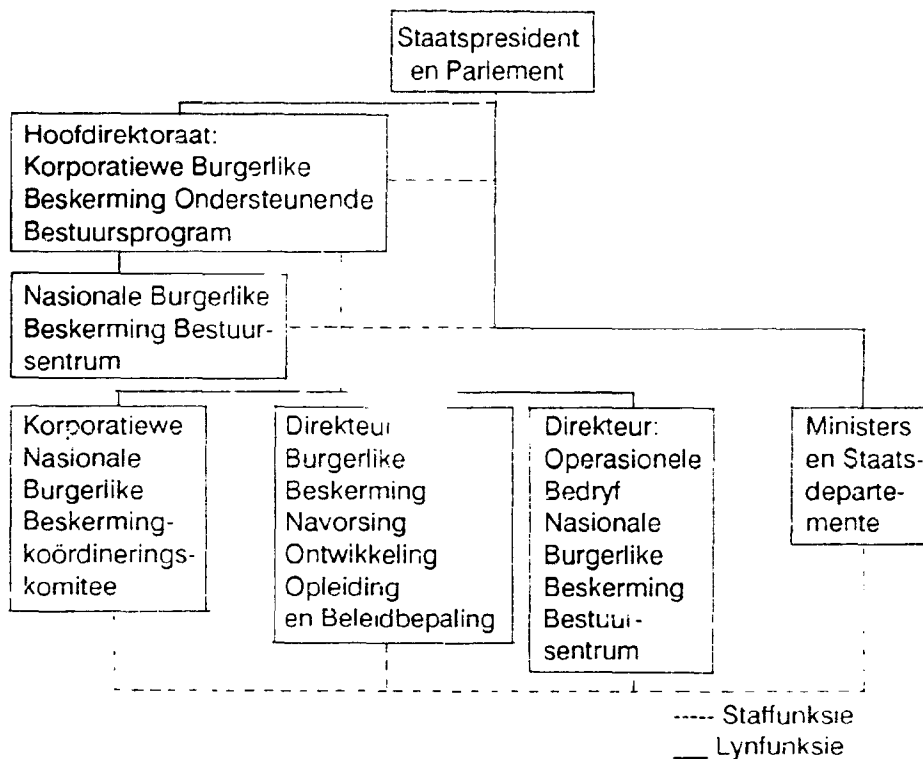 Staatspresident
en Parlement
Hoofdirektoraat:
Korporatiewe Burgerlike
Beskerming Ondersteunende
Bestuursprogram
Nasionale Burgerlike
Beskerming Bestuur-
sentrum
Korporatiewe
Nasionale
Burgerlike
Beskerming-
koördinerings-
komitee
Direkteur
Burgerlike
Beskerming
Navorsing
Ontwikkeling
Opleiding
en Beleidbepaling
Direkteur:
Operasionele
Bedryf
Nasionale
Burgerlike
Beskerming
Bestuur-
sentrum
Ministers
en Staats-
departe-
mente
Staffunksie
Lynfunksie